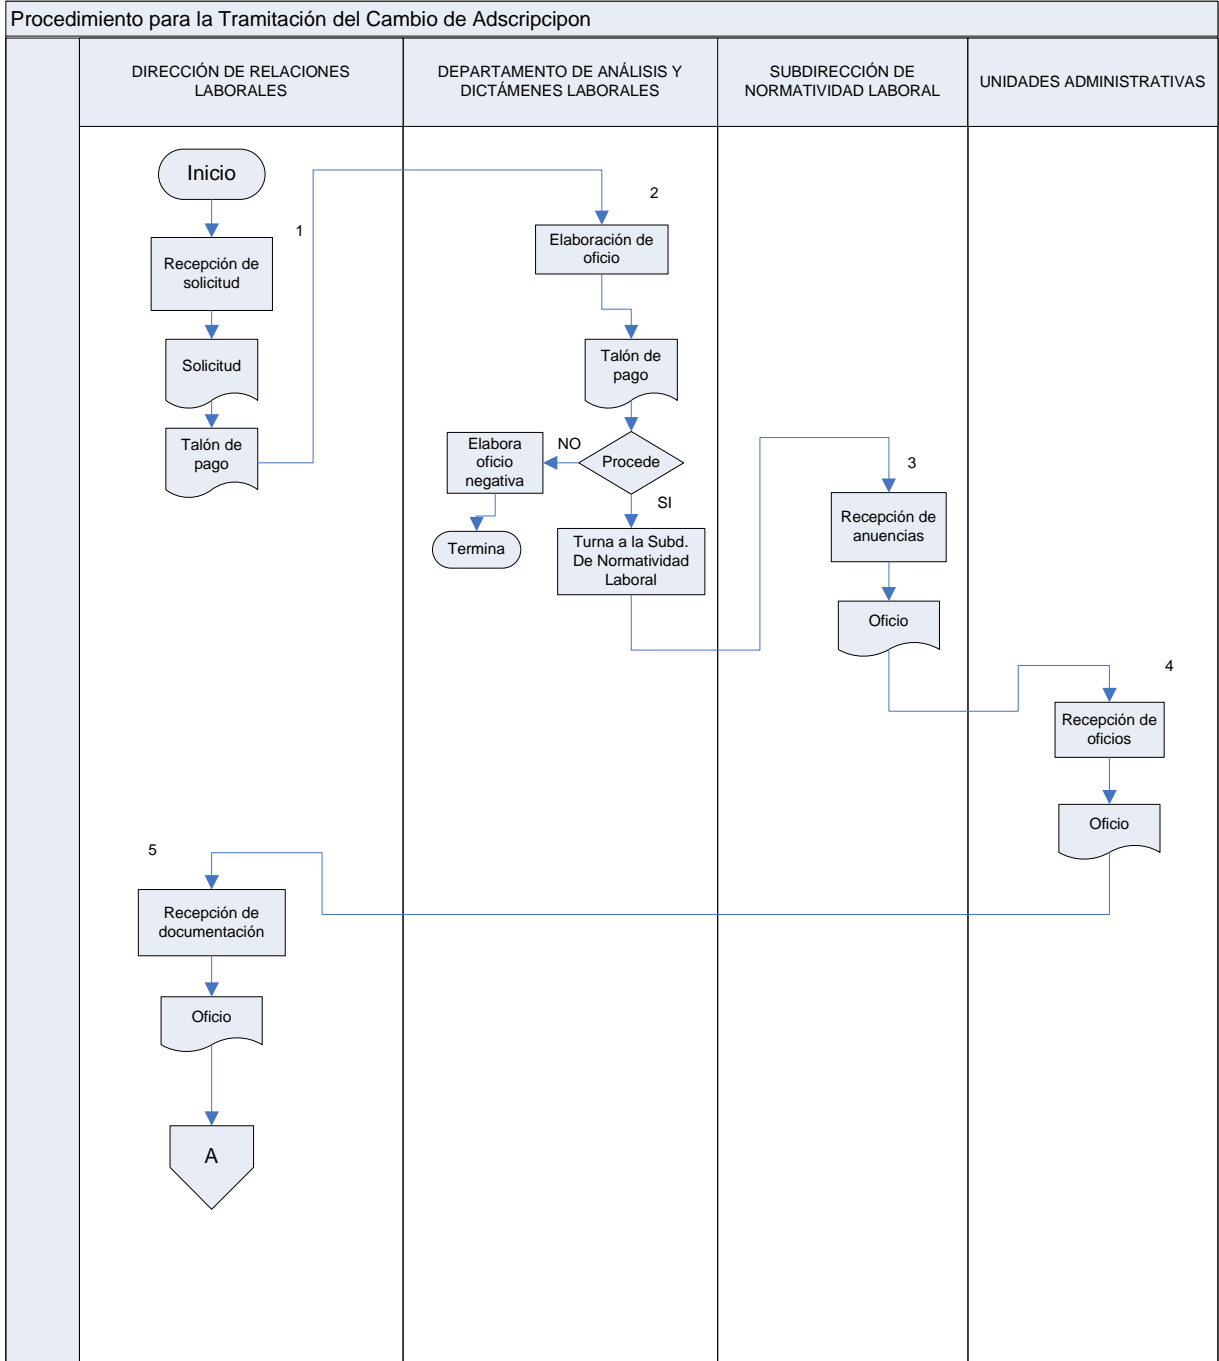 Procedimiento para la Tramitación del Cambio de Adscripcipon
DIRECCIÓN DE RELACIONES
LABORALES
DEPARTAMENTO DE ANÁLISIS Y
DICTÁMENES LABORALES
SUBDIRECCIÓN DE
NORMATIVIDAD LABORAL
UNIDADES ADMINISTRATIVAS
Inicio
1
Recepción de
solicitud
Solicitud
Talón de
pago
2
Elaboración de
oficio
Talón de
pago
Procede
NO
Elabora
oficio
negativa
Termina
SI
Turna a la Subd.
De Normatividad
Laboral
3
Recepción de
anuencias
Oficio
4
Recepción de
oficios
Oficio
5
Recepción de
documentación
Oficio
A